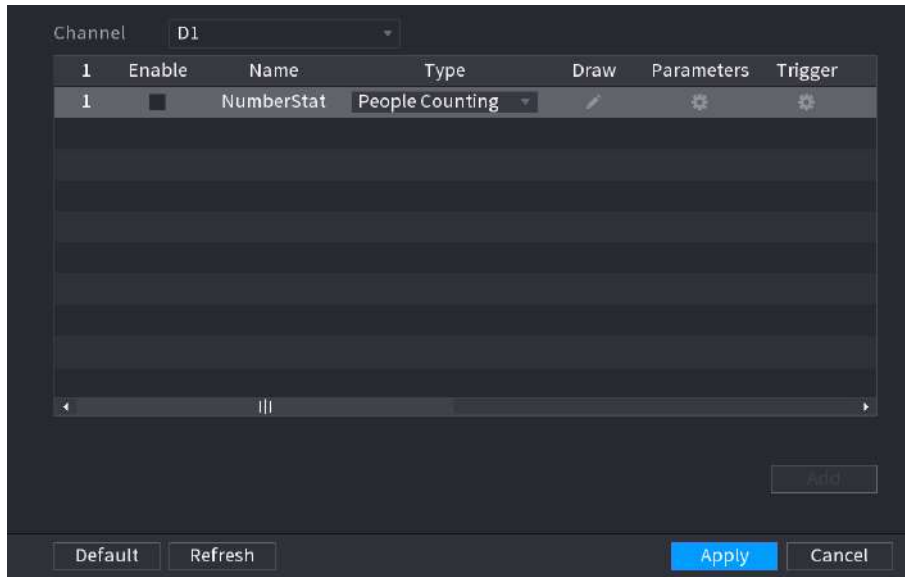 Channel D1
1 Enable Name Type Draw Parameters Trigger
1 NumberStat People Counting
Add
Default Refresh Apply Cancel